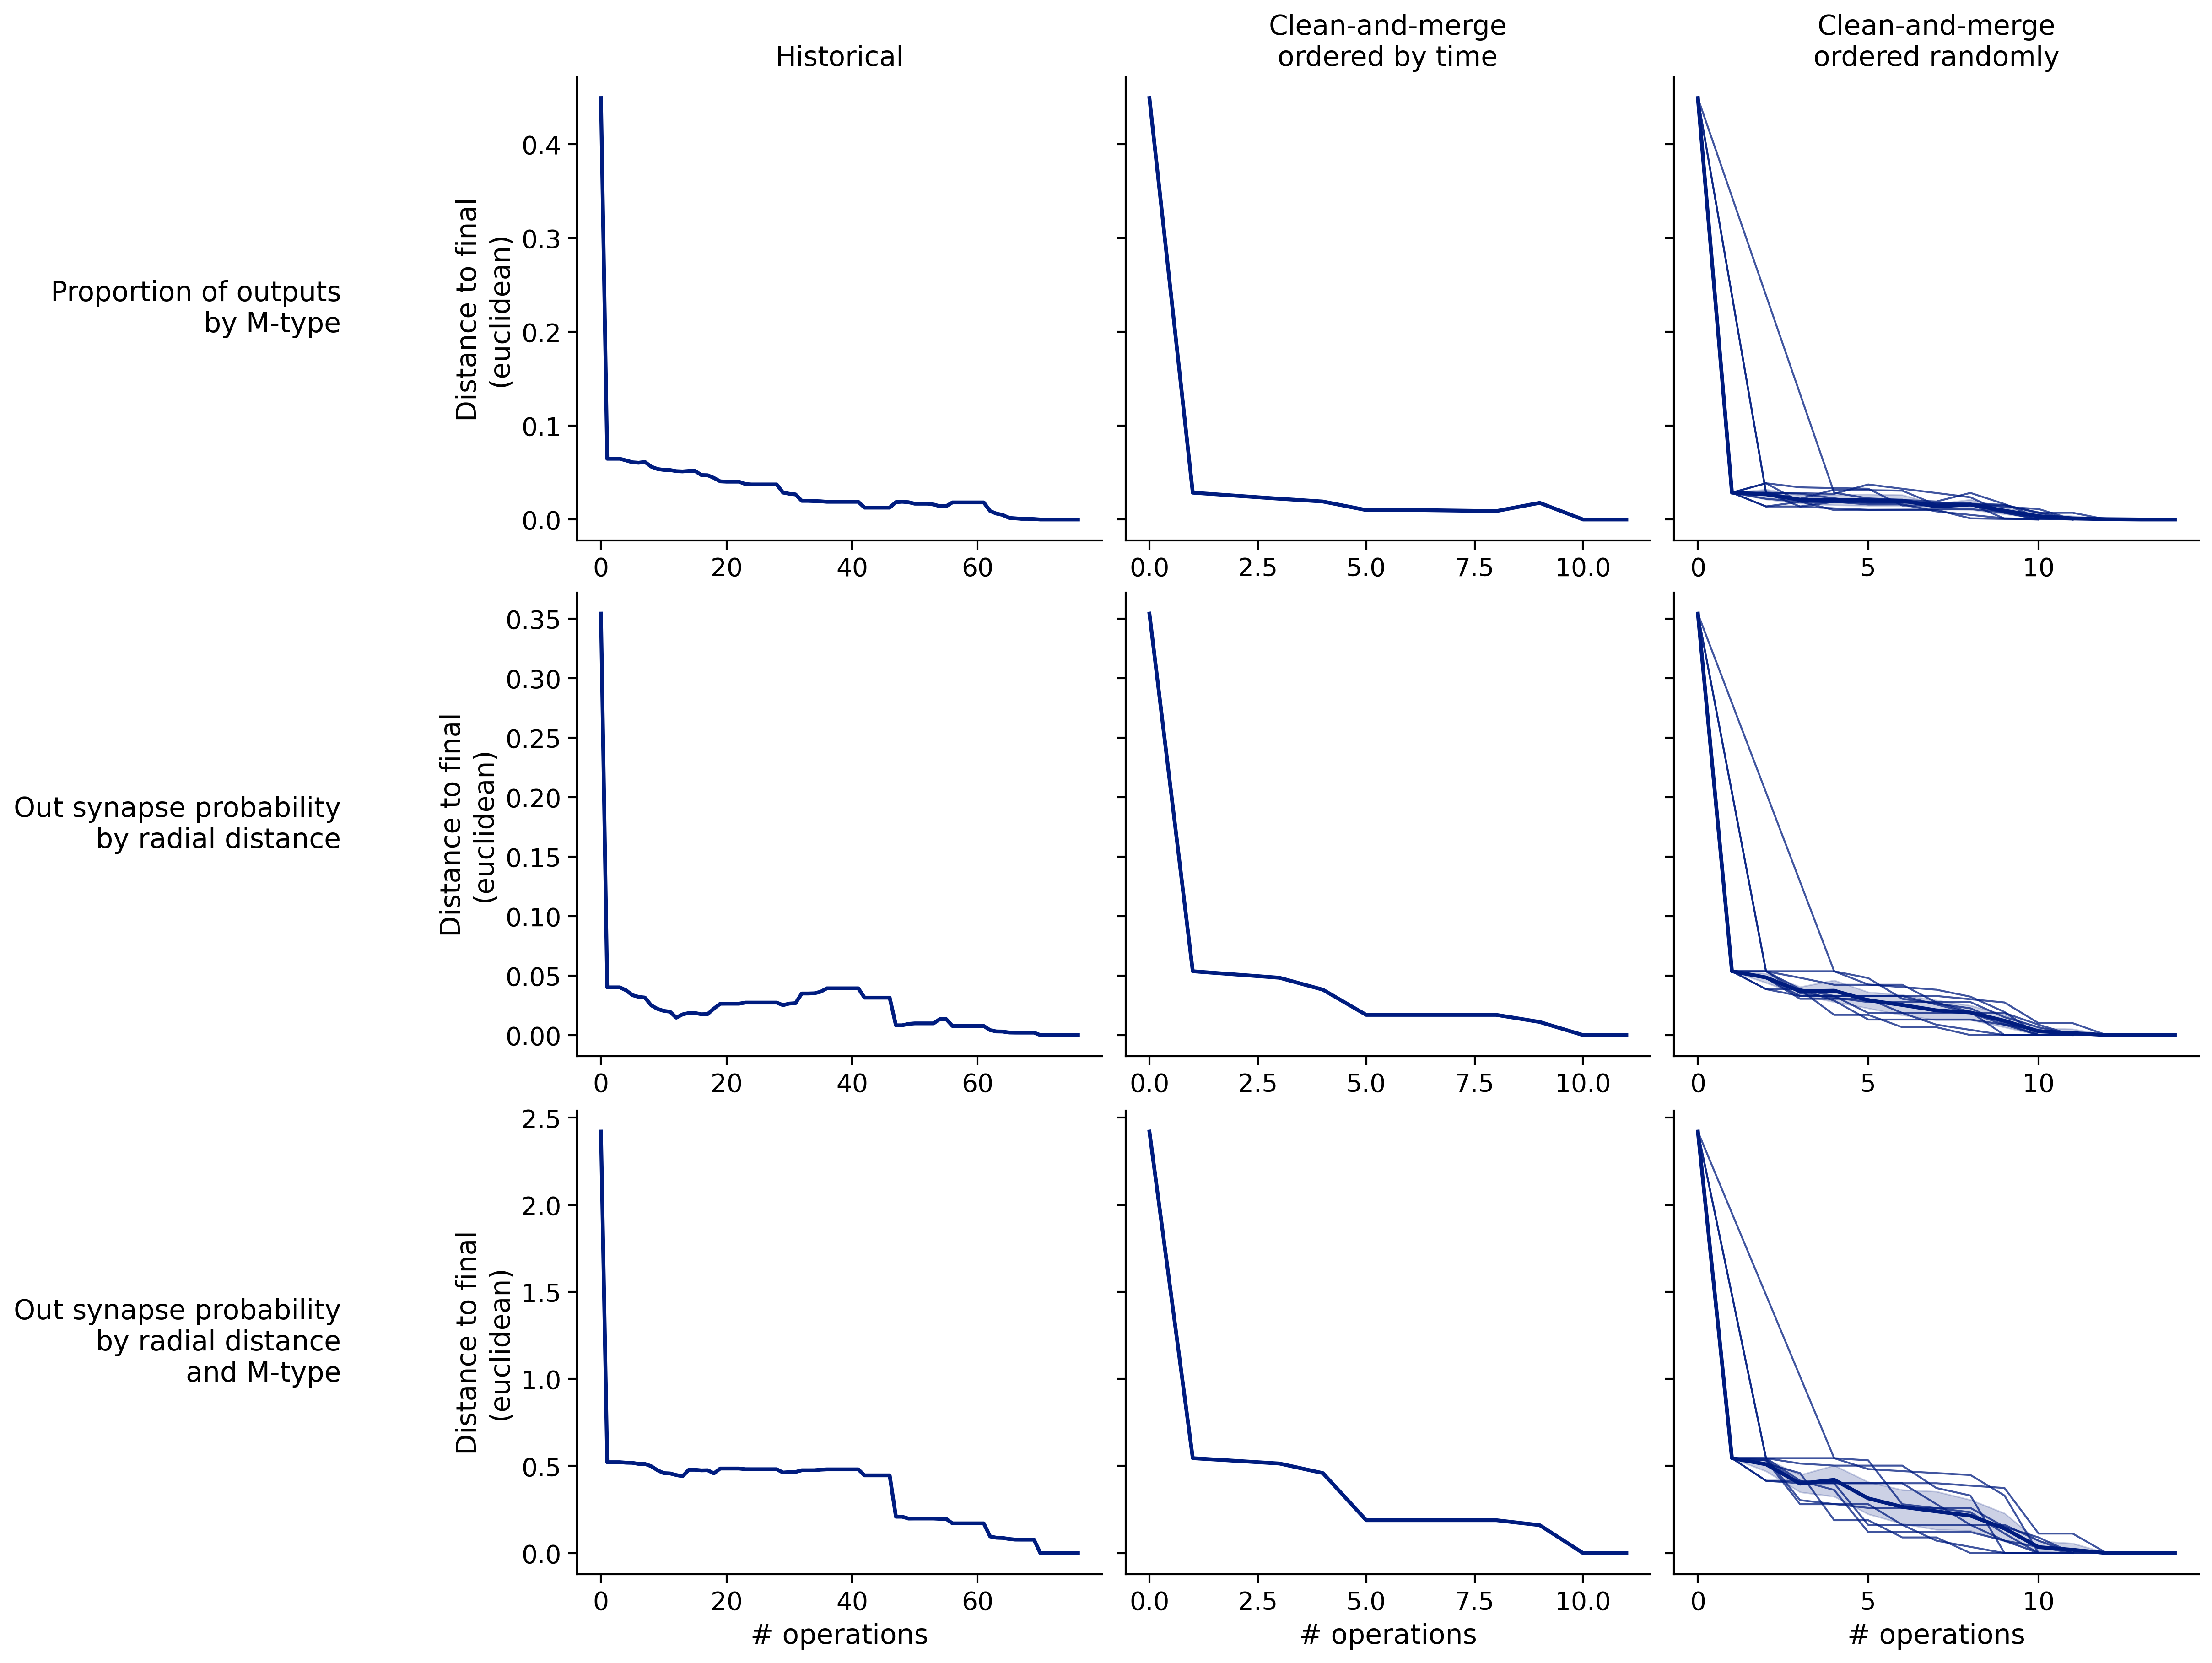 Historical
Clean-and-merge
ordered by time
Clean-and-merge
ordered randomly
Proportion of outputs
by M-type
Distance to final
(euclidean)
0.4
0.3
0.2
0.1
0.0
0
20
40
60
0.0
2.5
5.0
7.5
10.0
0
5
10
Out synapse probability
by radial distance
Distance to final
(euclidean)
0.35
0.30
0.25
0.20
0.15
0.10
0.05
0.00
0
20
40
60
0.0
2.5
5.0
7.5
10.0
0
5
10
Out synapse probability
by radial distance
and M-type
Distance to final
(euclidean)
2.5
2.0
1.5
1.0
0.5
0.0
0
20
40
60
# operations
0.0
2.5
5.0
7.5
10.0
# operations
0
5
10
# operations